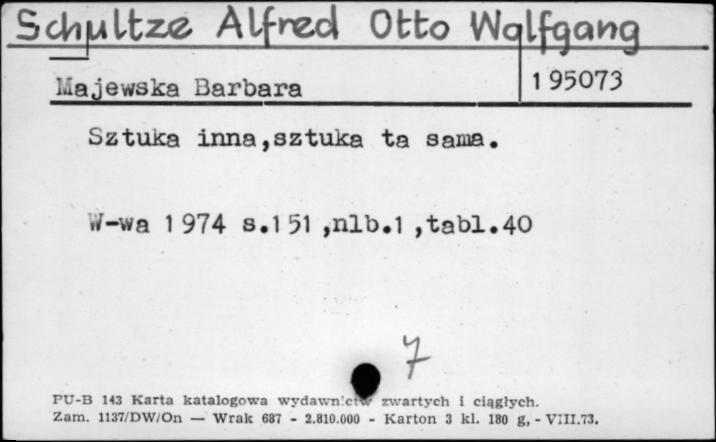 Schultze Alfred Otto Wolfgang
195073
Majewska Barbara
Sztuka inna,sztuka ta sama.
W-wa 1974 s.151,nlb.1,tabl.40
7
PU-B 143 Karta katalogowa wydawnictw zwartych i ciągłych.
Zam. 1137/DW/On — Wrak 687 - 2.810.000 - Karton 3 kl. 180 g, - VIII.73.